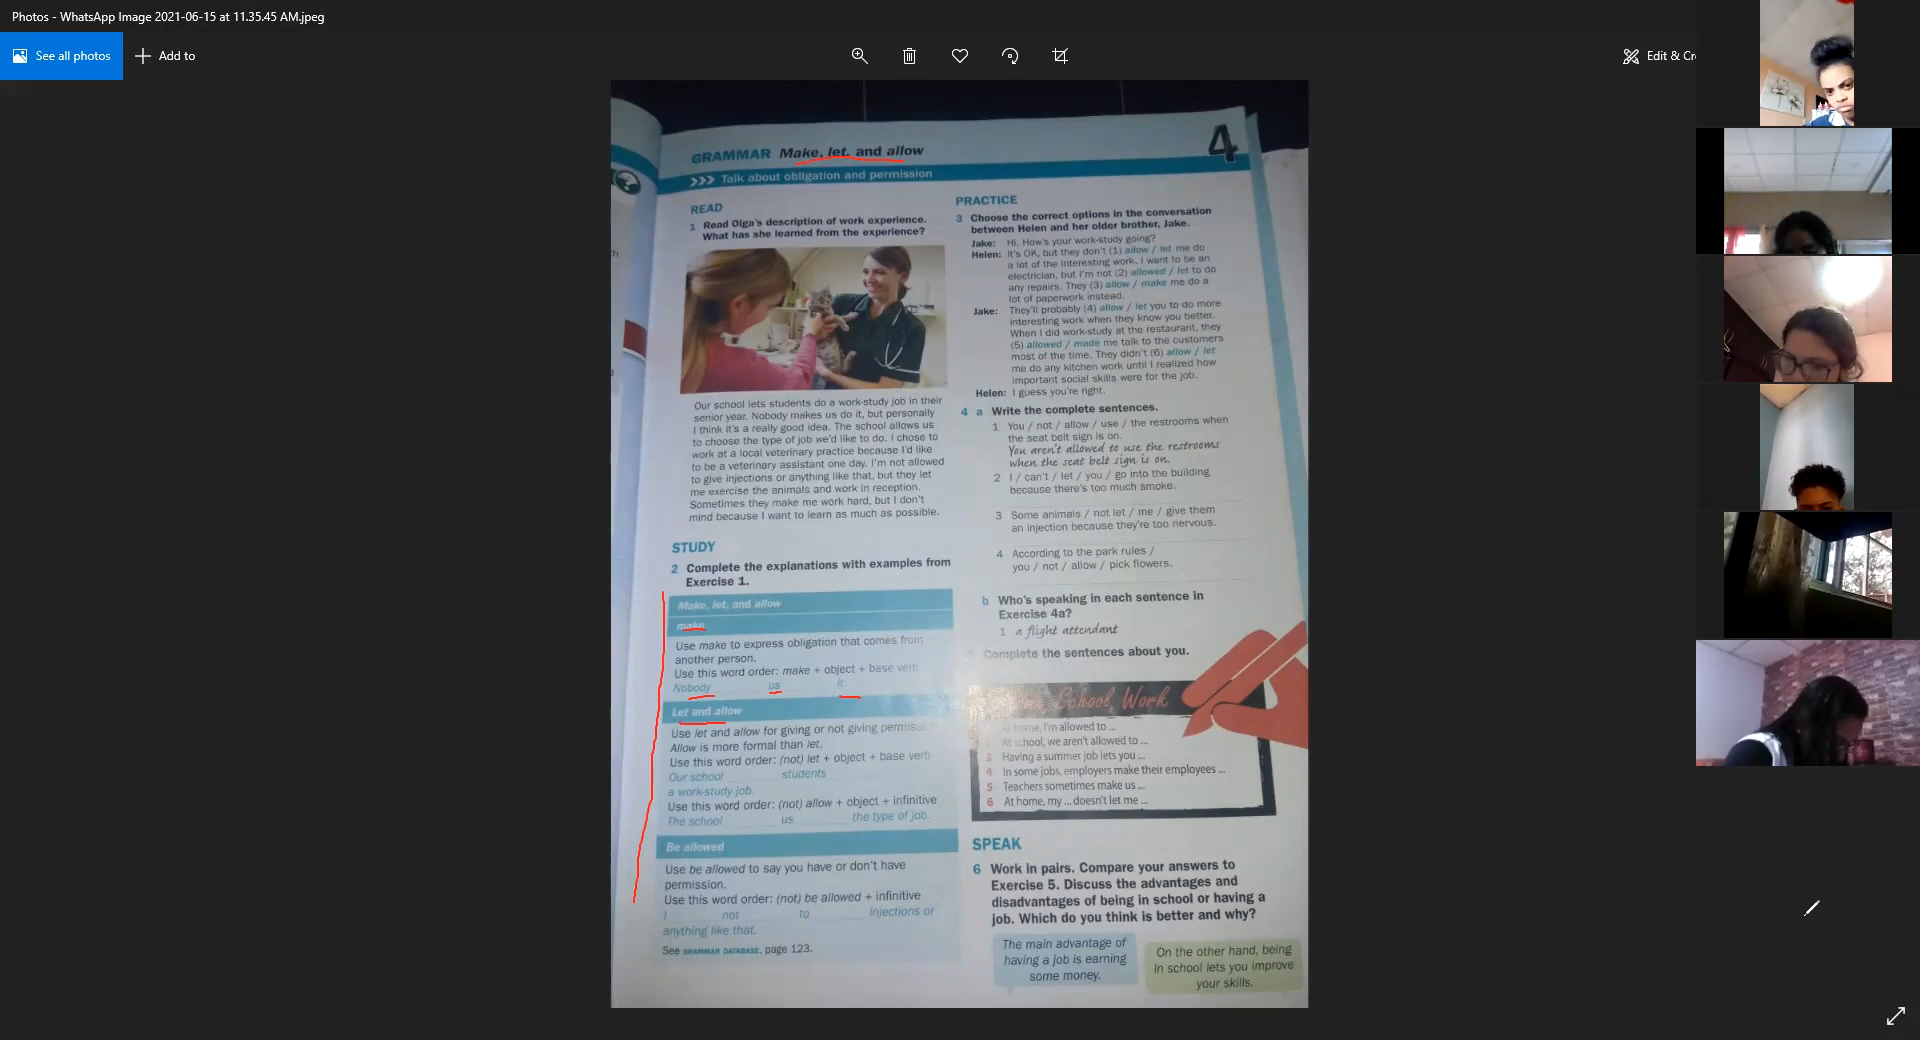 Photos - WhatsApp Image 2021-06-15 at 11.35.45 AM.jpeg
See all photos
Add to
Edit & Cr
4
GRAMMAR Make, let, and allow
>>> Talk about obligation and permission
READ
1 Read Olga's description of work experience.
What has she learned from the experience?
Our school lets students do a work-study job in their
senior year. Nobody makes us do it, but personally
I think it's a really good idea. The school allows us
to choose the type of job we'd like to do. I chose to
work at a local veterinary practice because I'd like
to be a veterinary assistant one day. I'm not allowed
to give injections or anything like that, but they let
me exercise the animals and work in reception.
Sometimes they make me work hard, but I don't
mind because I want to learn as much as possible.
STUDY
2 Complete the explanations with examples from
Exercise 1.
Make, let, and allow
make
Use make to express obligation that comes from
another person.
Use this word order: make + object + base verb
Nobody us it.
Let and allow
Use let and allow for giving or not giving
Allow is more formal than let.
Use this word order: (not) let + object + base verb
Our school students
a work-study job.
Use this word order: (not) allow + object + infinitive
The school us the type of job.
Be allowed
Use be allowed to say you have or don't have
permission.
Use this word order: (not) be allowed + infinitive
I not to injections or
anything like that.
See GRAMMAR DATABASE, page 123.
PRACTICE
3 Choose the correct options in the conversation
between Helen and her older brother, Jake.
Jake: Hi. How's your work-study going?
Helen: It's OK, but they don't (1) allow / let me do
a lot of the interesting work. I want to be an
electrician, but I'm not (2) allowed / let to do
any repairs. They (3) allow / make me do a
lot of paperwork instead.
Jake: They'll probably (4) allow / let you to do more
interesting work when they know you better.
When I did work-study at the restaurant, they
(5) allowed / made me talk to the customers
most of the time. They didn't (6) allow / let
me do any kitchen work until I realized how
important social skills were for the job.
Helen: I guess you're right.
4 a Write the complete sentences.
1 You / not / allow / use / the restrooms when
the seat belt sign is on.
You aren't allowed to use the restrooms
when the seat belt sign is on.
2 I / can't / let / you / go into the building
because there's too much smoke.
3 Some animals / not let / me / give them
an injection because they're too nervous.
4 According to the park rules /
you / not / allow / pick flowers.
b Who's speaking in each sentence in
Exercise 4a?
1 a flight attendant
Complete the sentences about you.
School, Work
At home, I'm allowed to ...
At school, we aren't allowed to ...
3 Having a summer job lets you ...
4 In some jobs, employers make their employees ...
5 Teachers sometimes make us ...
6 At home, my ... doesn't let me ...
SPEAK
6 Work in pairs. Compare your answers to
Exercise 5. Discuss the advantages and
disadvantages of being in school or having a
job. Which do you think is better and why?
The main advantage of
having a job is earning
some money.
On the other hand, being
in school lets you improve
your skills.